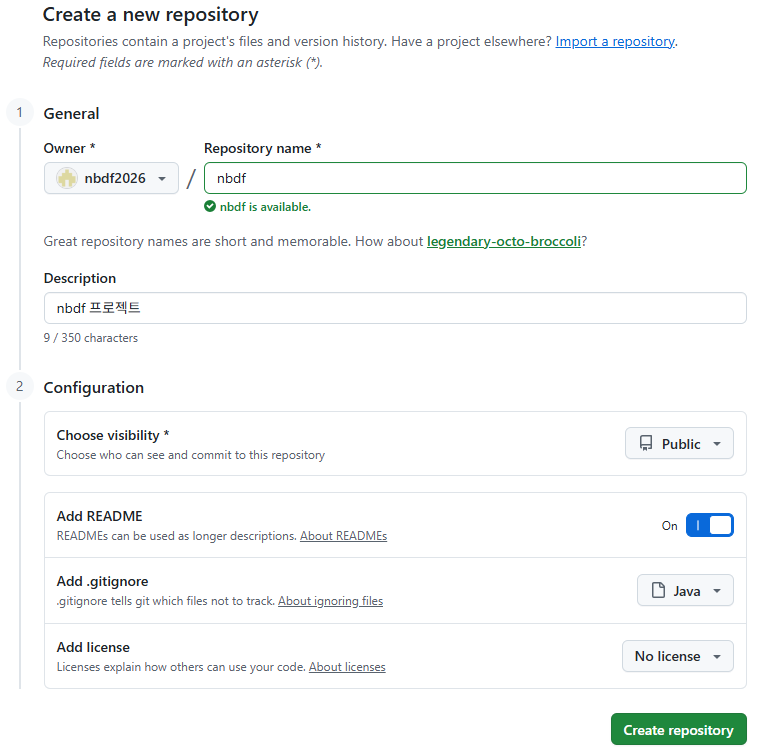 Create a new repository
Repositories contain a project's files and version history. Have a project elsewhere? Import a repository.
Required fields are marked with an asterisk (*).
1 General
Owner * Repository name *
nbdf2026 / nbdf
nbdf is available.
Great repository names are short and memorable. How about legendary-octo-broccoli?
Description
nbdf 프로젝트
9 / 350 characters
2 Configuration
Choose visibility *
Choose who can see and commit to this repository
Public
Add README
READMEs can be used as longer descriptions. About READMEs
On
Add .gitignore
.gitignore tells git which files not to track. About ignoring files
Java
Add license
Licenses explain how others can use your code. About licenses
No license
Create repository